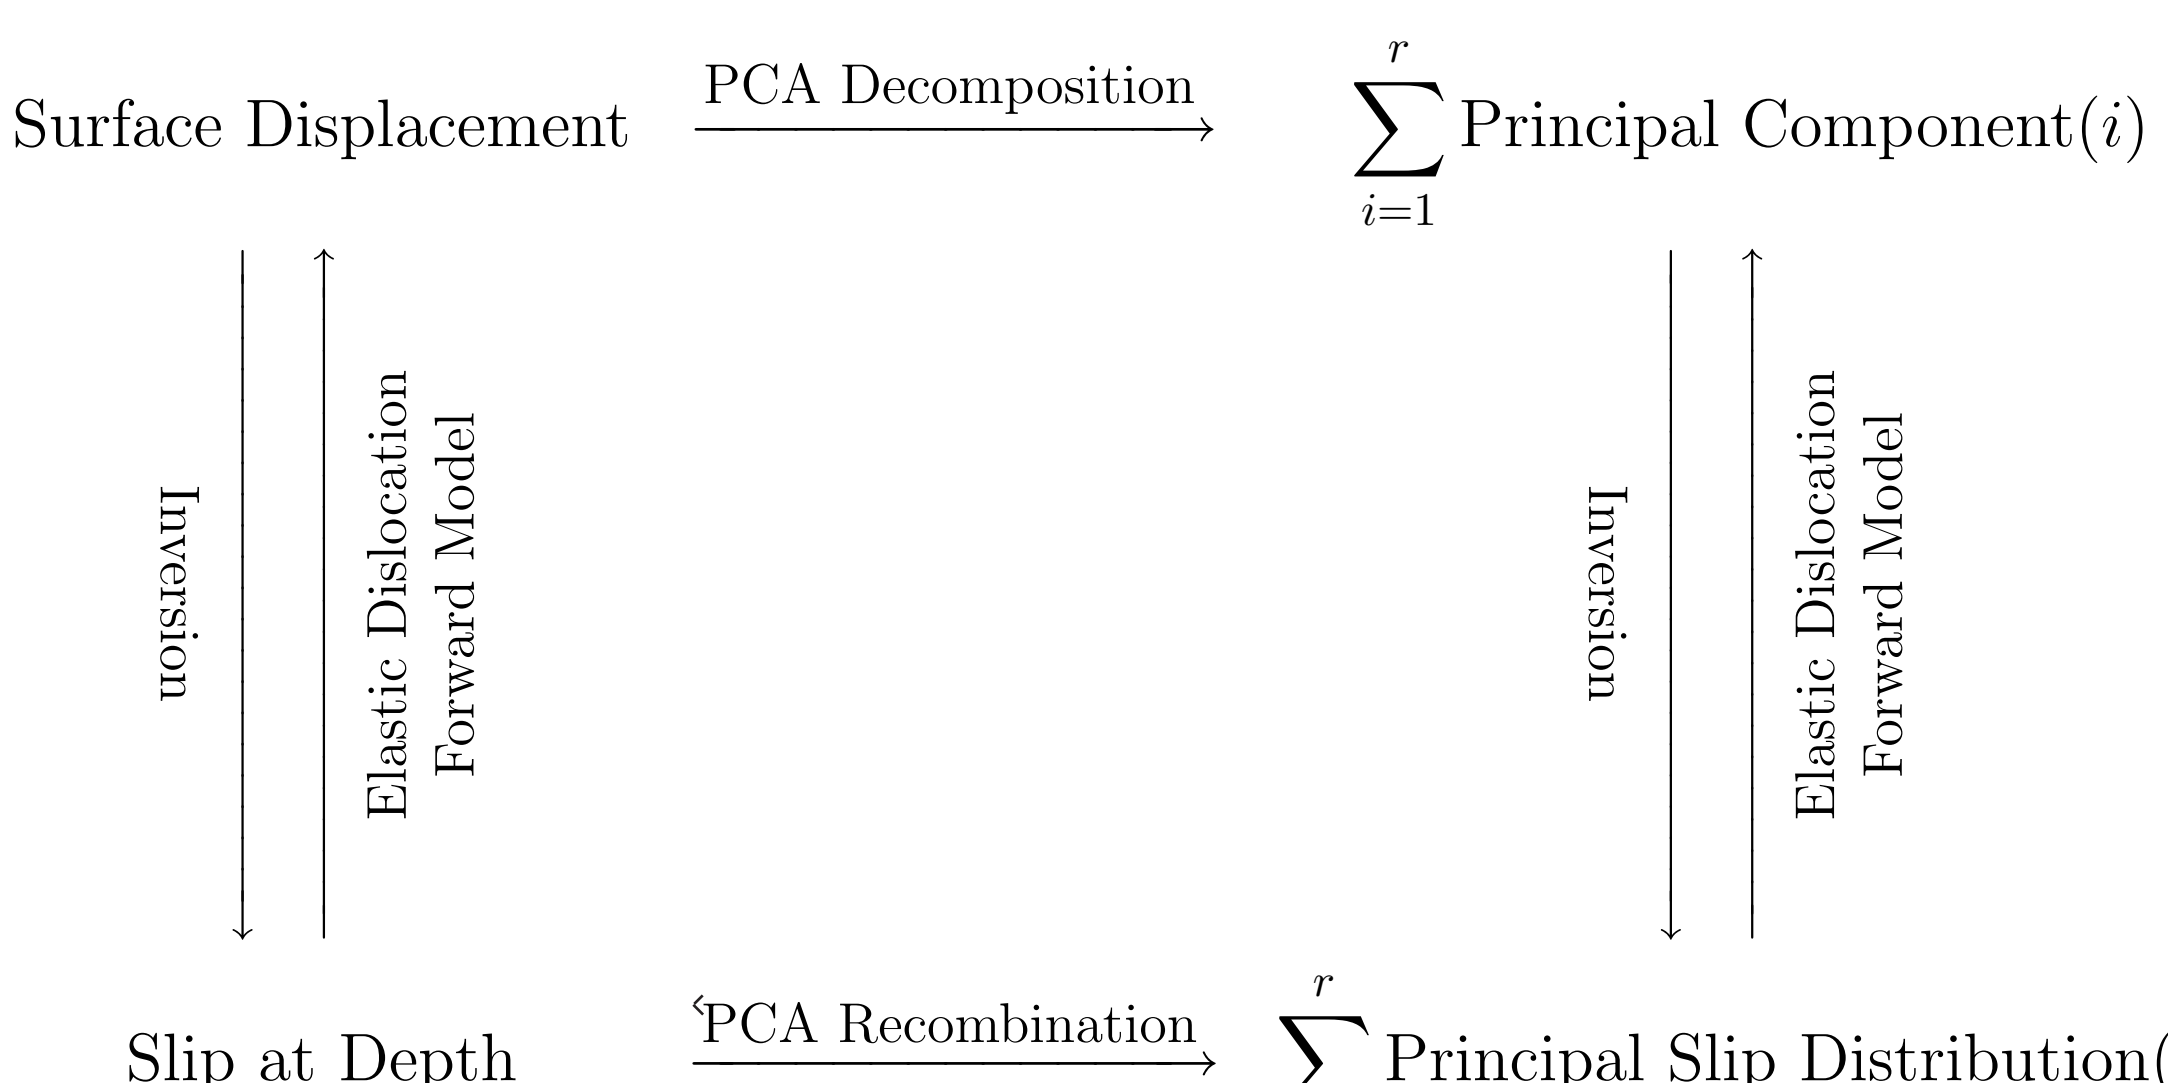 Surface Displacement
PCA Decomposition
r
∑ Principal Component(i)
i=1
Inversion
Elastic Dislocation
Forward Model
Inversion
Elastic Dislocation
Forward Model
Slip at Depth
PCA Recombination
r
∑ Principal Slip Distribution(